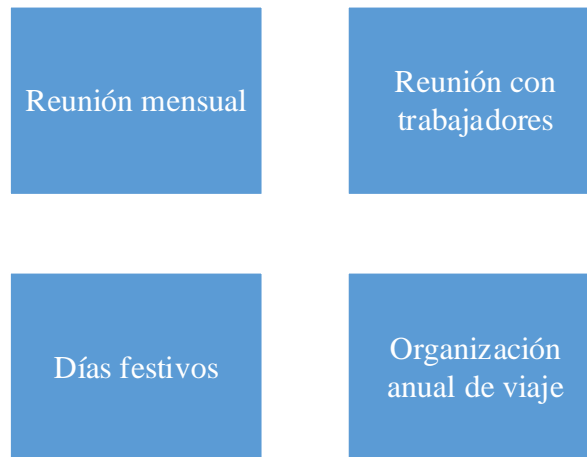 Reunión mensual
Reunión con
trabajadores
Días festivos
Organización
anual de viaje